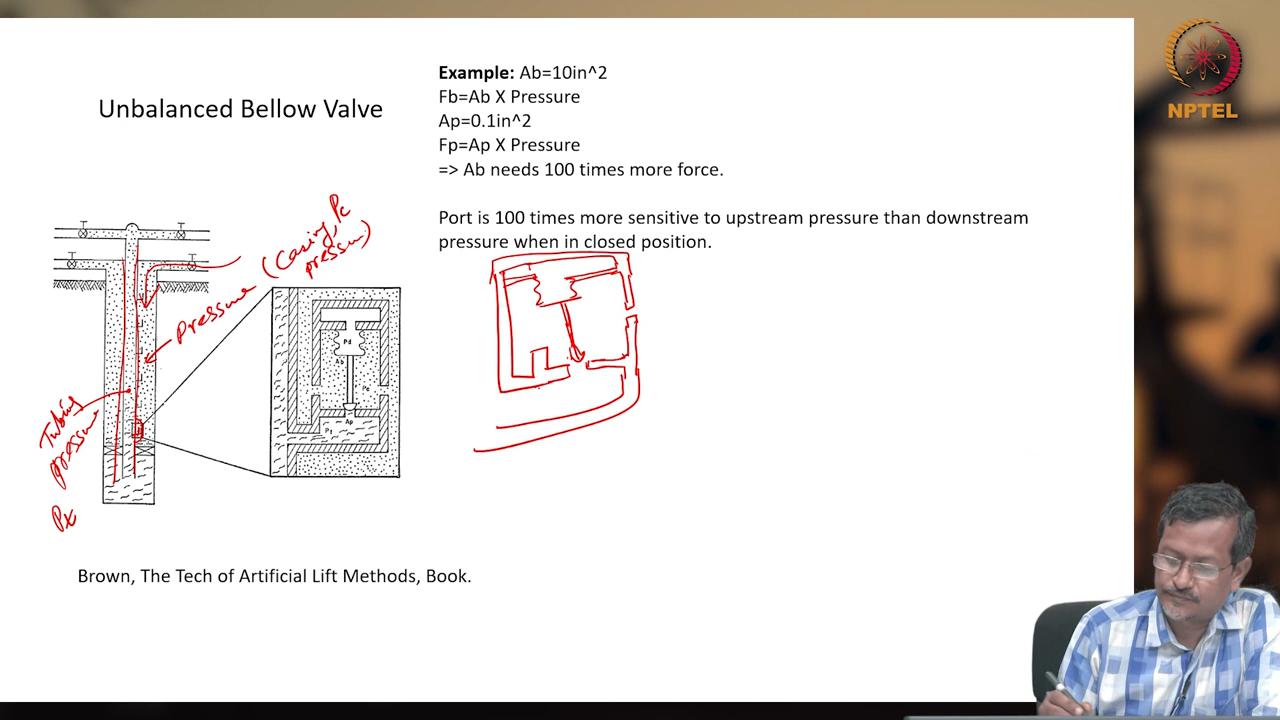 NPTEL
Unbalanced Bellow Valve
Example: Ab=10in^2
Fb=Ab X Pressure
Ap=0.1in^2
Fp=Ap X Pressure
=> Ab needs 100 times more force.
Port is 100 times more sensitive to upstream pressure than downstream
pressure when in closed position.
Pressure (Casing Pc
pressure)
Tubing
pressure
Pd
Ab
Pc
Ap
Pt
Brown, The Tech of Artificial Lift Methods, Book.